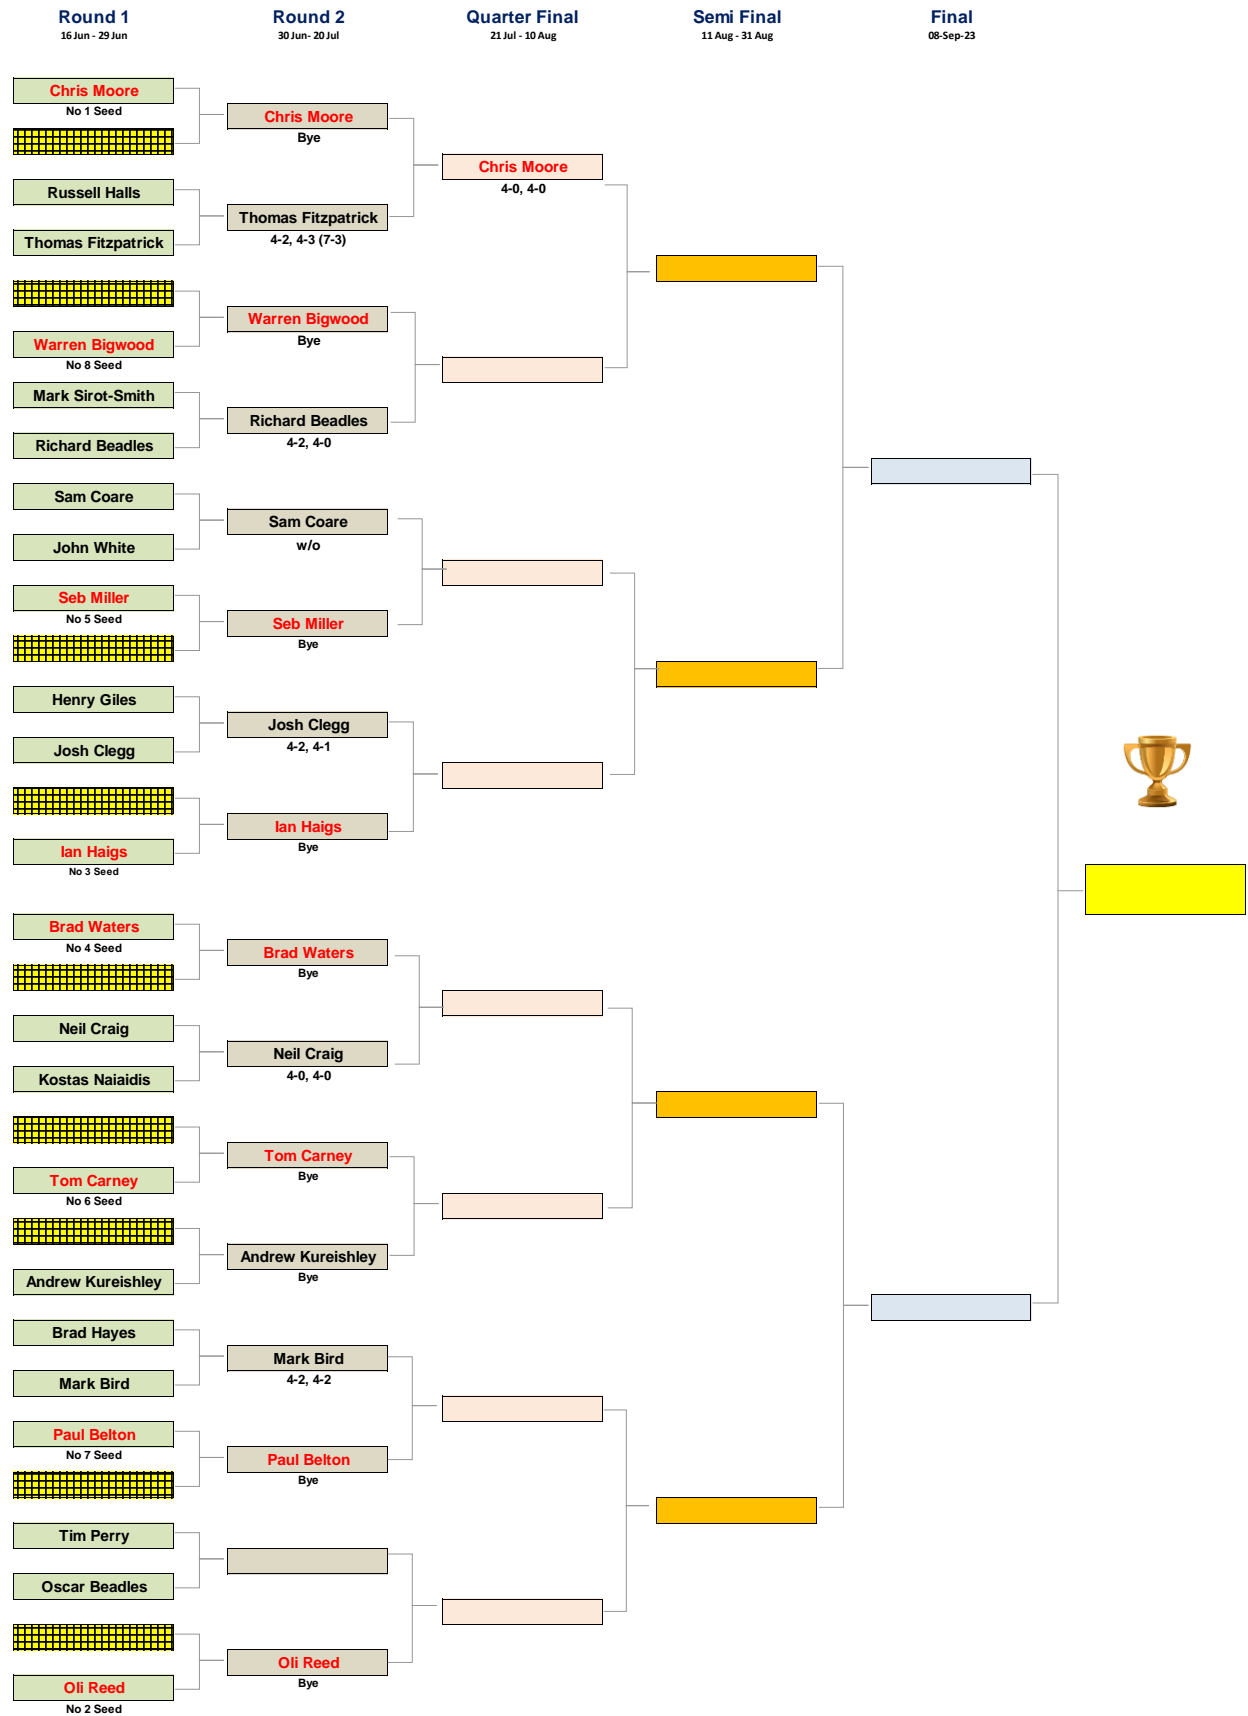 Round 1
16 Jun - 29 Jun
Round 2
30 Jun- 20 Jul
Quarter Final
21 Jul - 10 Aug
Semi Final
11 Aug - 31 Aug
Final
08-Sep-23
Chris Moore
No 1 Seed
Russell Halls
Thomas Fitzpatrick
Warren Bigwood
No 8 Seed
Mark Sirot-Smith
Richard Beadles
Sam Coare
John White
Seb Miller
No 5 Seed
Henry Giles
Josh Clegg
Ian Haigs
No 3 Seed
Brad Waters
No 4 Seed
Neil Craig
Kostas Naiaidis
Tom Carney
No 6 Seed
Andrew Kureishley
Brad Hayes
Mark Bird
Paul Belton
No 7 Seed
Tim Perry
Oscar Beadles
Oli Reed
No 2 Seed
Chris Moore
Bye
Thomas Fitzpatrick
4-2, 4-3 (7-3)
Warren Bigwood
Bye
Richard Beadles
4-2, 4-0
Sam Coare
w/o
Seb Miller
Bye
Josh Clegg
4-2, 4-1
Ian Haigs
Bye
Brad Waters
Bye
Neil Craig
4-0, 4-0
Tom Carney
Bye
Andrew Kureishley
Bye
Mark Bird
4-2, 4-2
Paul Belton
Bye
Oli Reed
Bye
Chris Moore
4-0, 4-0